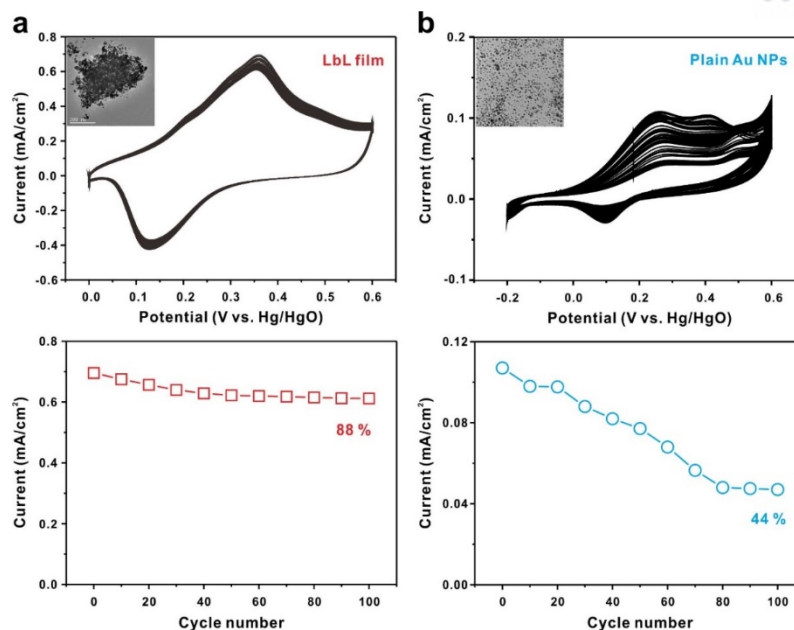 a
LbL film
Current (mA/cm²)
0.8
0.6
0.4
0.2
0.0
-0.2
-0.4
-0.6
0.0 0.1 0.2 0.3 0.4 0.5 0.6
Potential (V vs. Hg/HgO)
b
Plain Au NPs
Current (mA/cm²)
0.2
0.1
0.0
-0.1
-0.2 0.0 0.2 0.4 0.6
Potential (V vs. Hg/HgO)
Current (mA/cm²)
0.8
0.6
0.4
0.2
0.0
88 %
0 20 40 60 80 100
Cycle number
Current (mA/cm²)
0.12
0.08
0.04
0.00
44 %
0 20 40 60 80 100
Cycle number